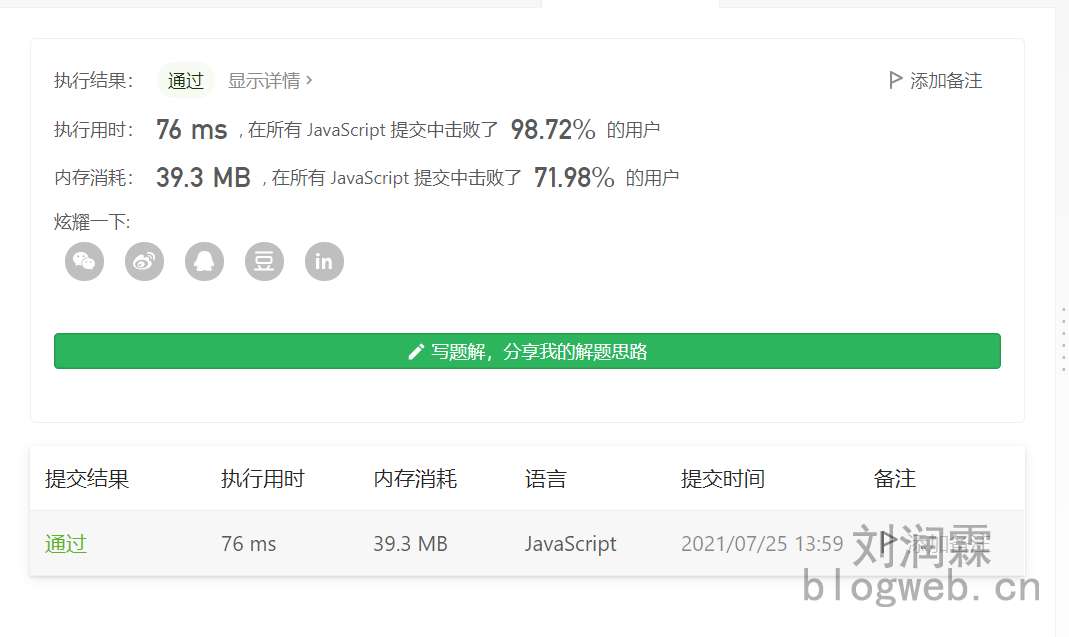 执行结果： 通过 显示详情 ›
添加备注
执行用时： 76 ms , 在所有 JavaScript 提交中击败了 98.72% 的用户
内存消耗： 39.3 MB , 在所有 JavaScript 提交中击败了 71.98% 的用户
炫耀一下:
豆 in
写题解，分享我的解题思路
提交结果 执行用时 内存消耗 语言 提交时间 备注
通过 76 ms 39.3 MB JavaScript 2021/07/25 13:59 添加备注
刘润霖
blogweb.cn